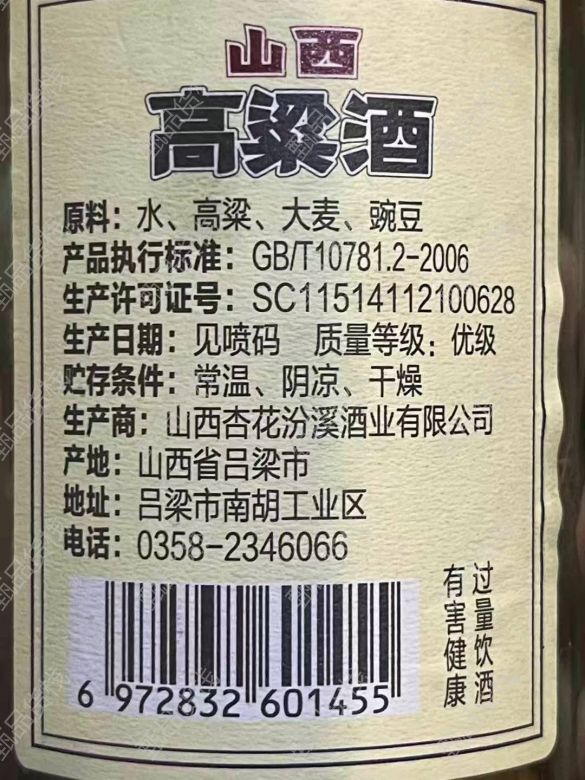 山西
高粱酒
原料：水、高粱、大麦、豌豆
产品执行标准：GB/T10781.2-2006
生产许可证号：SC11514112100628
生产日期：见喷码 质量等级：优级
贮存条件：常温、阴凉、干燥
生产商：山西杏花汾溪酒业有限公司
产地：山西省吕梁市
地址：吕梁市南胡工业区
电话：0358-2346066
过量饮酒
有害健康
6 972832 601455